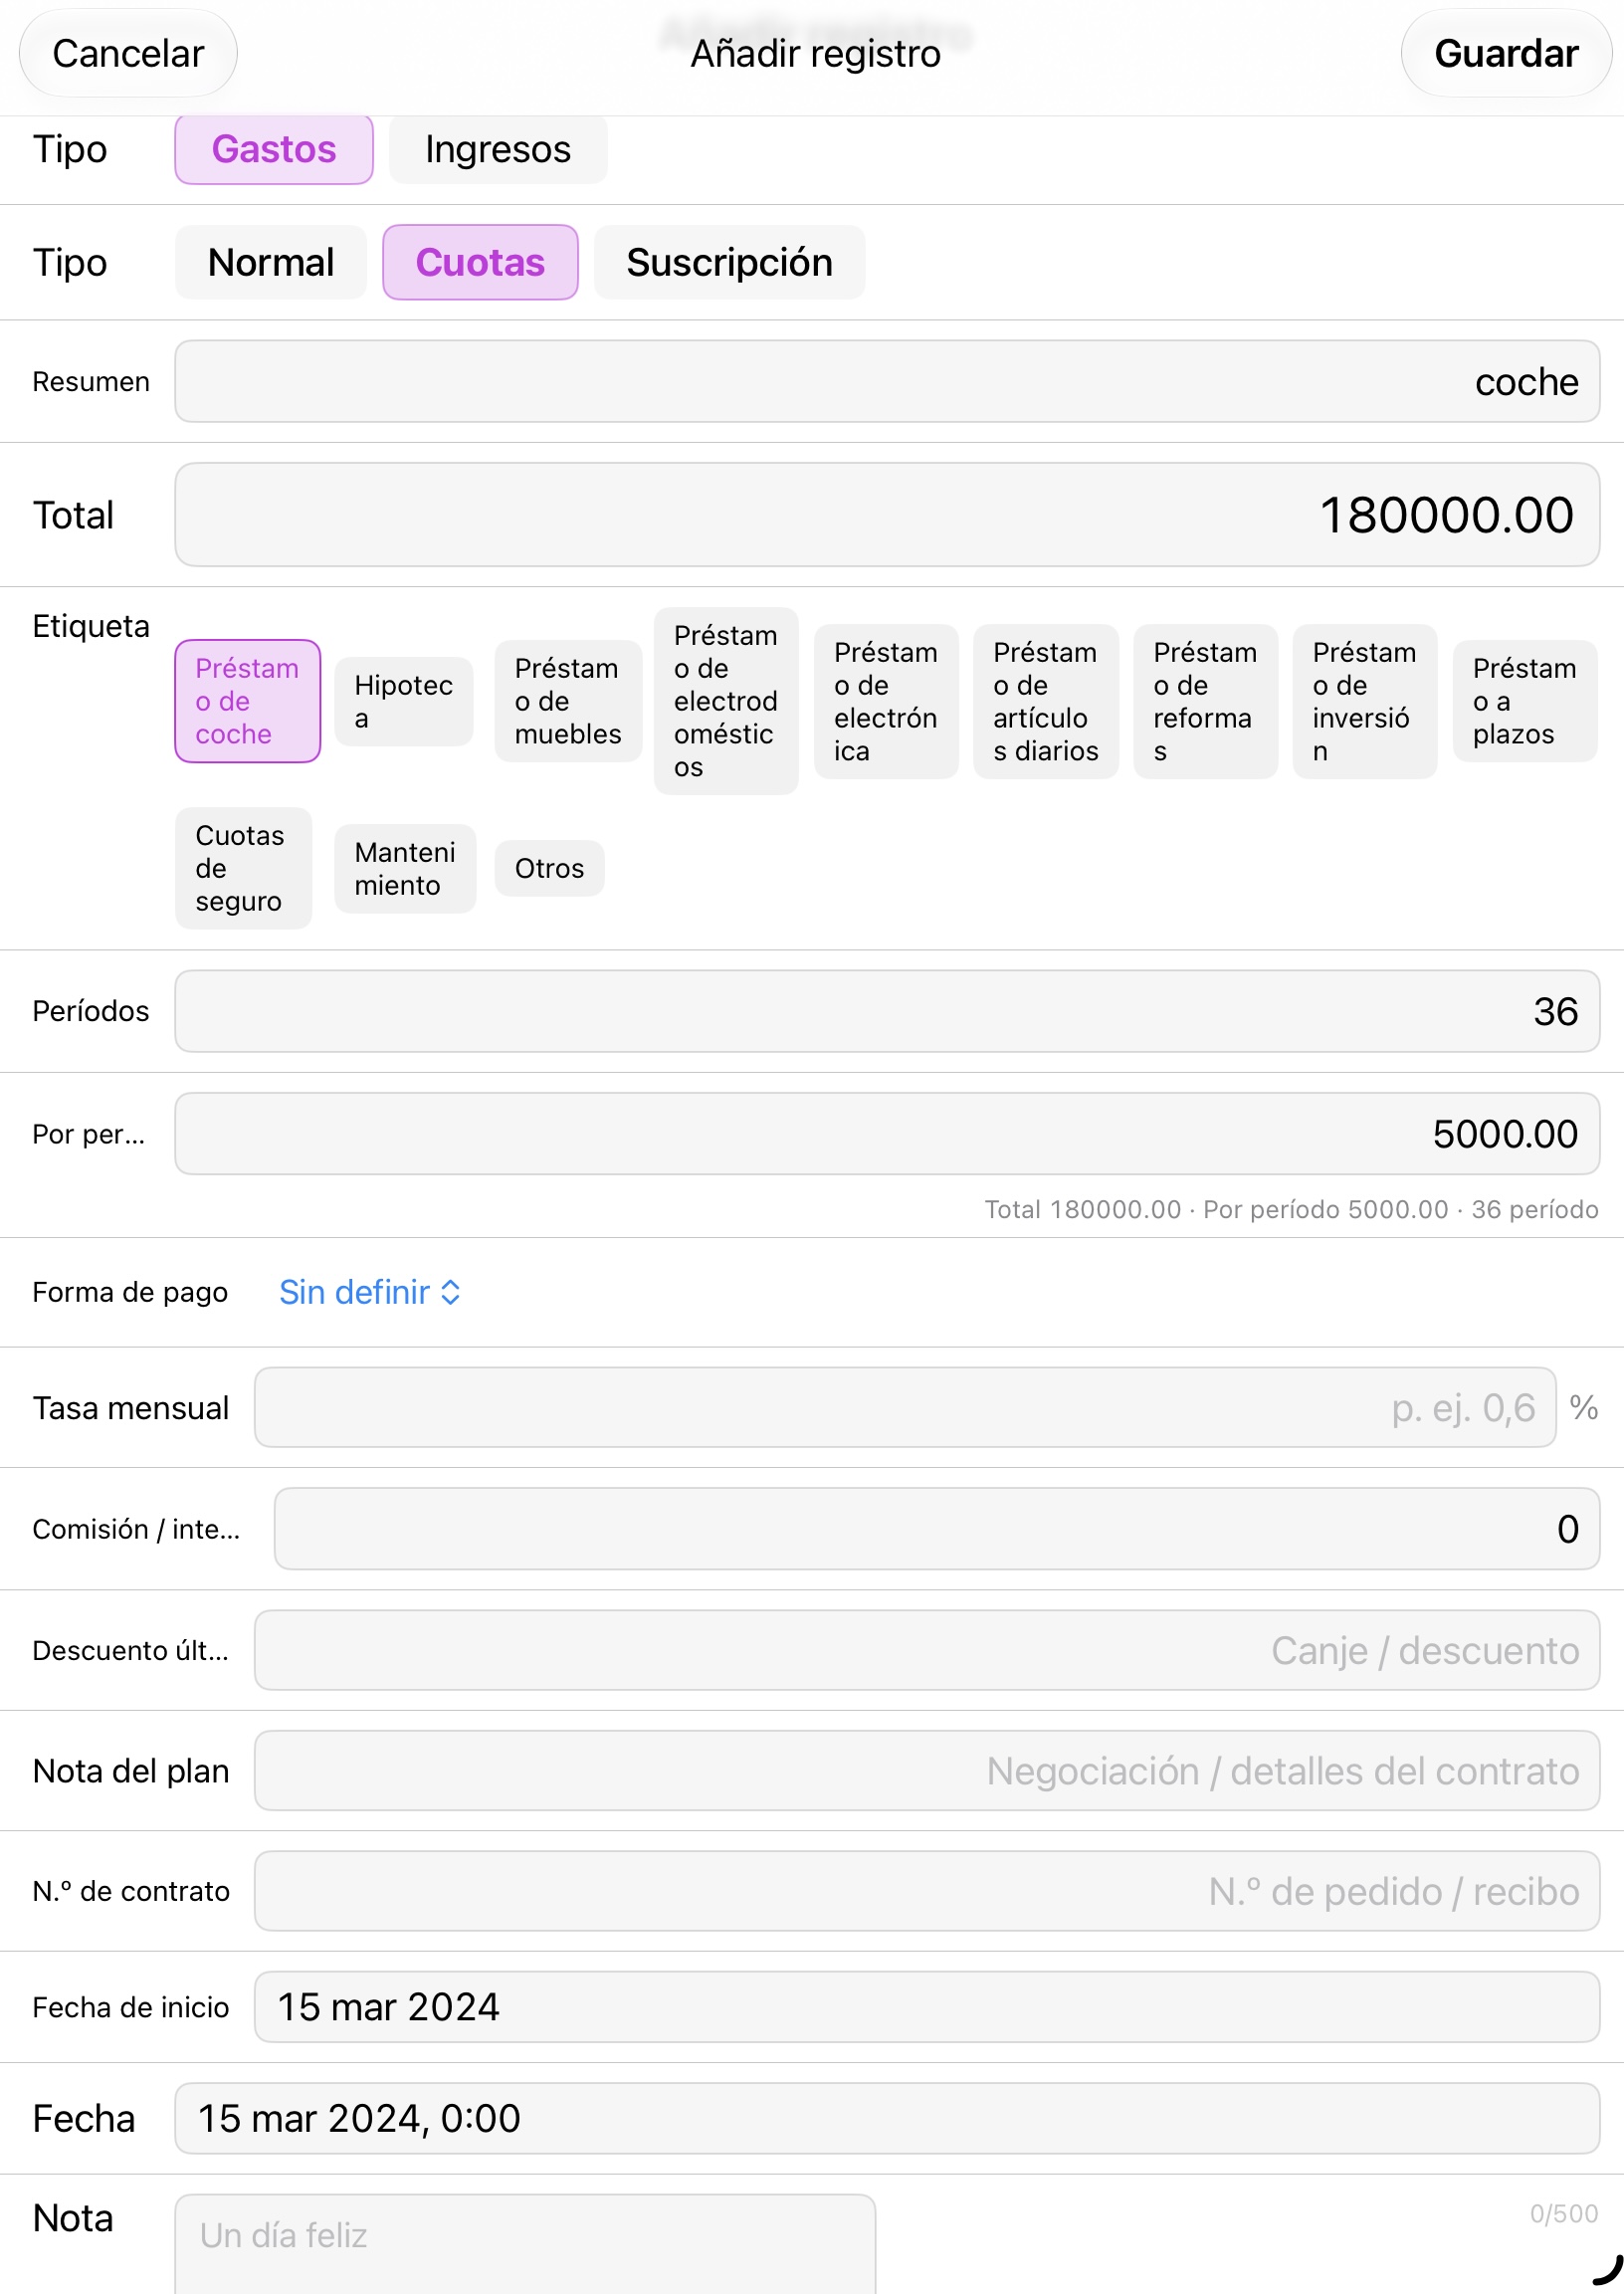 Cancelar
Añadir registro
Guardar
Tipo
Gastos
Ingresos
Tipo
Normal
Cuotas
Suscripción
Resumen
coche
Total
180000.00
Etiqueta
Préstam
o de
coche
Hipotec
a
Préstam
o de
muebles
Préstam
o de
electrod
oméstic
os
Préstam
o de
electrón
ica
Préstam
o de
artículo
s diarios
Préstam
o de
reforma
s
Préstam
o de
inversió
n
Préstam
o a
plazos
Cuotas
de
seguro
Manteni
miento
Otros
Períodos
36
Por per...
5000.00
Total 180000.00 · Por período 5000.00 · 36 período
Forma de pago
Sin definir
Tasa mensual
p. ej. 0,6
%
Comisión / inte...
0
Descuento últ...
Canje / descuento
Nota del plan
Negociación / detalles del contrato
N.º de contrato
N.º de pedido / recibo
Fecha de inicio
15 mar 2024
Fecha
15 mar 2024, 0:00
Nota
Un día feliz
0/500